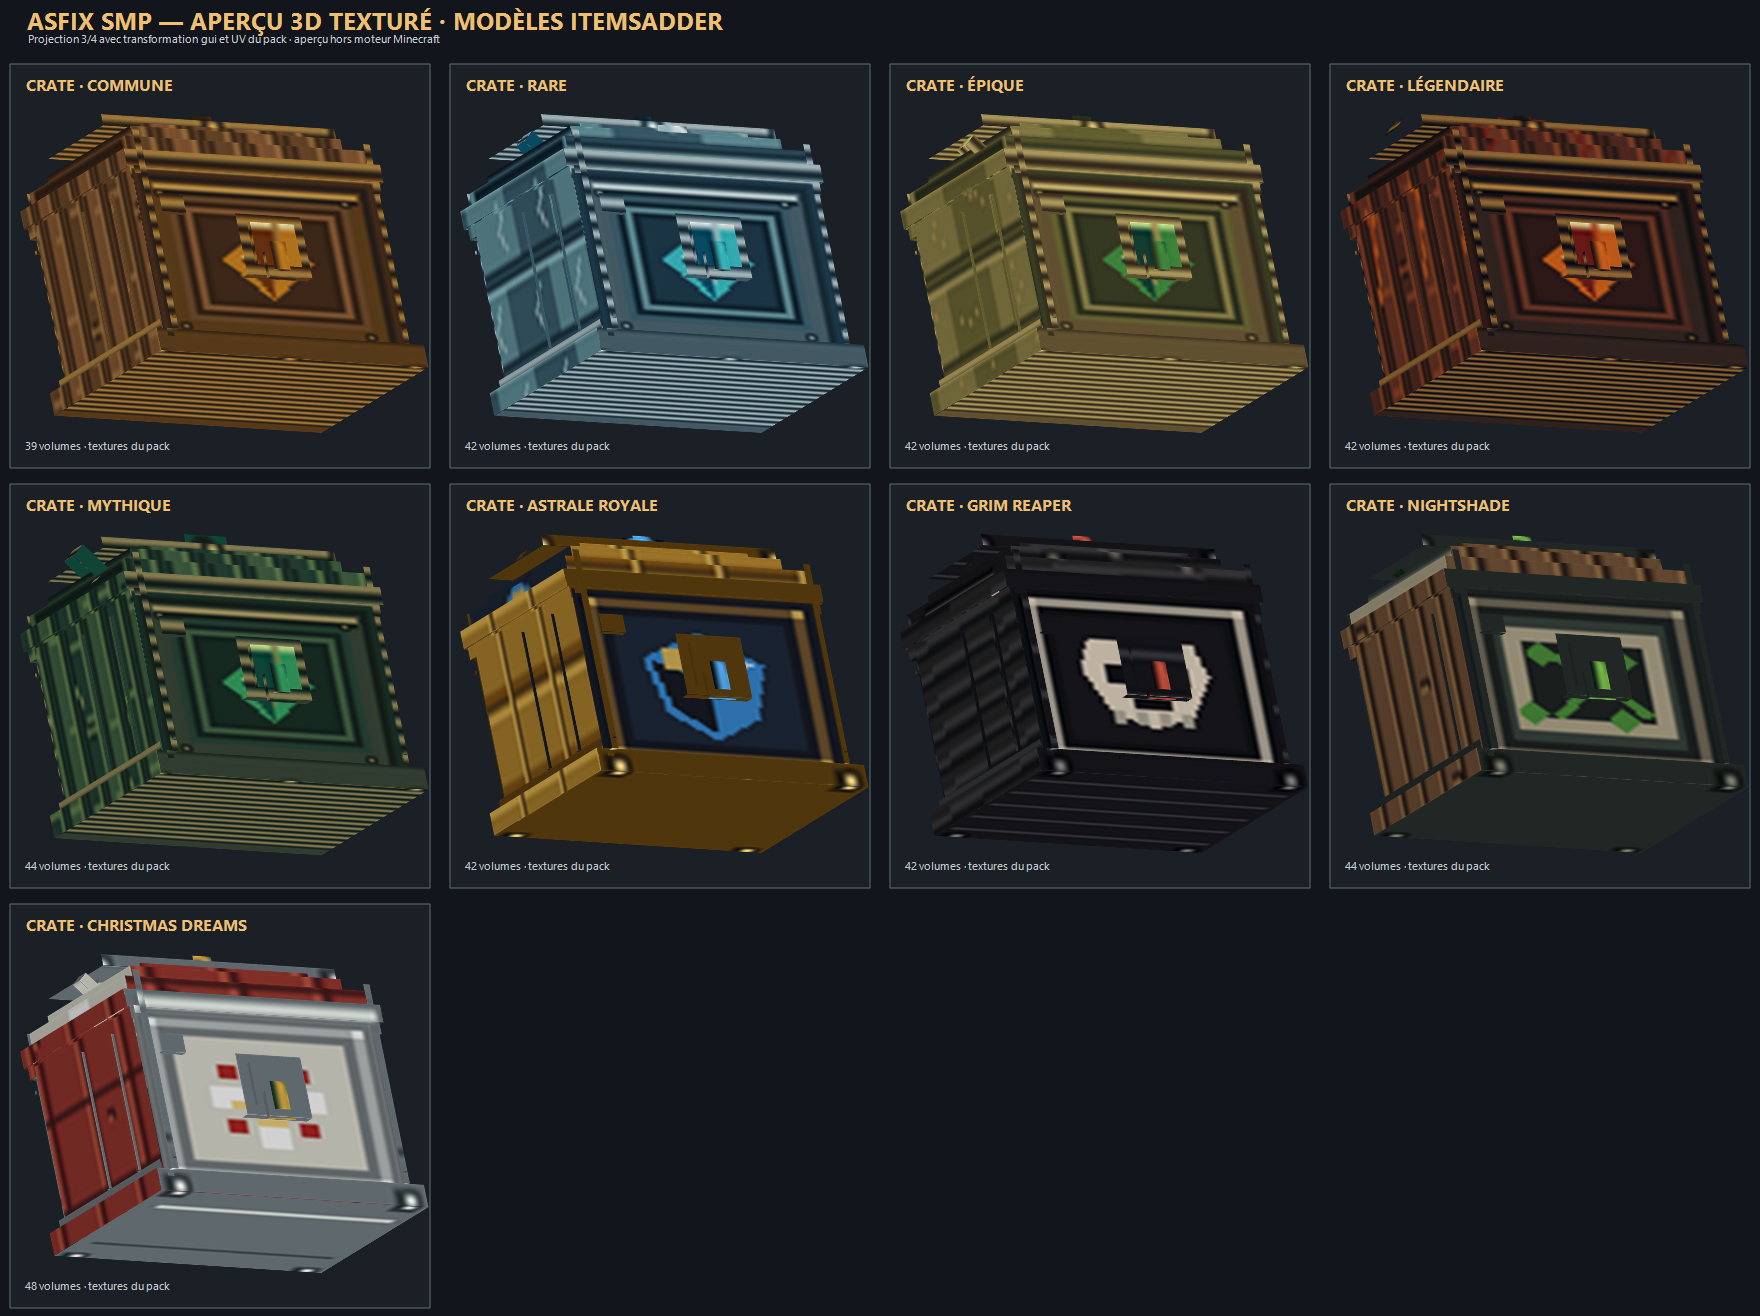 ASFIX SMP — APERÇU 3D TEXTURÉ · MODÈLES ITEMSADDER
Projection 3/4 avec transformation gui et UV du pack · aperçu hors moteur Minecraft
CRATE · COMMUNE
39 volumes · textures du pack
CRATE · RARE
42 volumes · textures du pack
CRATE · ÉPIQUE
42 volumes · textures du pack
CRATE · LÉGENDAIRE
42 volumes · textures du pack
CRATE · MYTHIQUE
44 volumes · textures du pack
CRATE · ASTRALE ROYALE
42 volumes · textures du pack
CRATE · GRIM REAPER
42 volumes · textures du pack
CRATE · NIGHTSHADE
44 volumes · textures du pack
CRATE · CHRISTMAS DREAMS
48 volumes · textures du pack